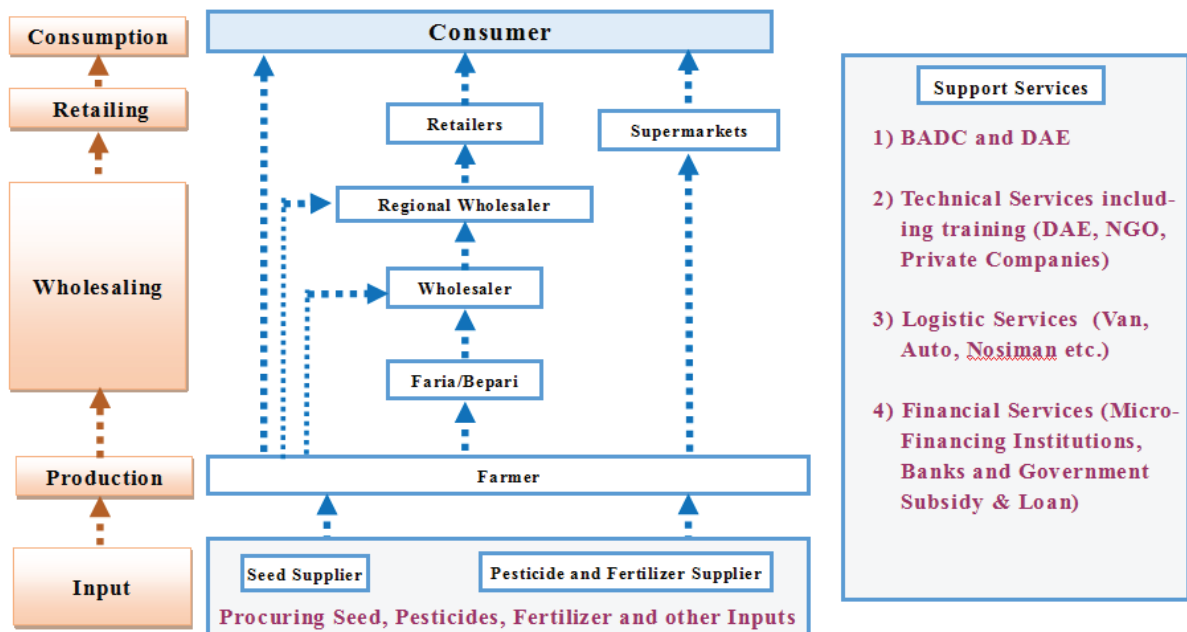 Consumption
Retailing
Wholesaling
Production
Input
Consumer
Retailers
Supermarkets
Regional Wholesaler
Wholesaler
Faria/Bepari
Farmer
Seed Supplier
Pesticide and Fertilizer Supplier
Procuring Seed, Pesticides, Fertilizer and other Inputs
Support Services
1) BADC and DAE
2) Technical Services includ-
ing training (DAE, NGO,
Private Companies)
3) Logistic Services (Van,
Auto, Nosiman etc.)
4) Financial Services (Micro-
Financing Institutions,
Banks and Government
Subsidy & Loan)